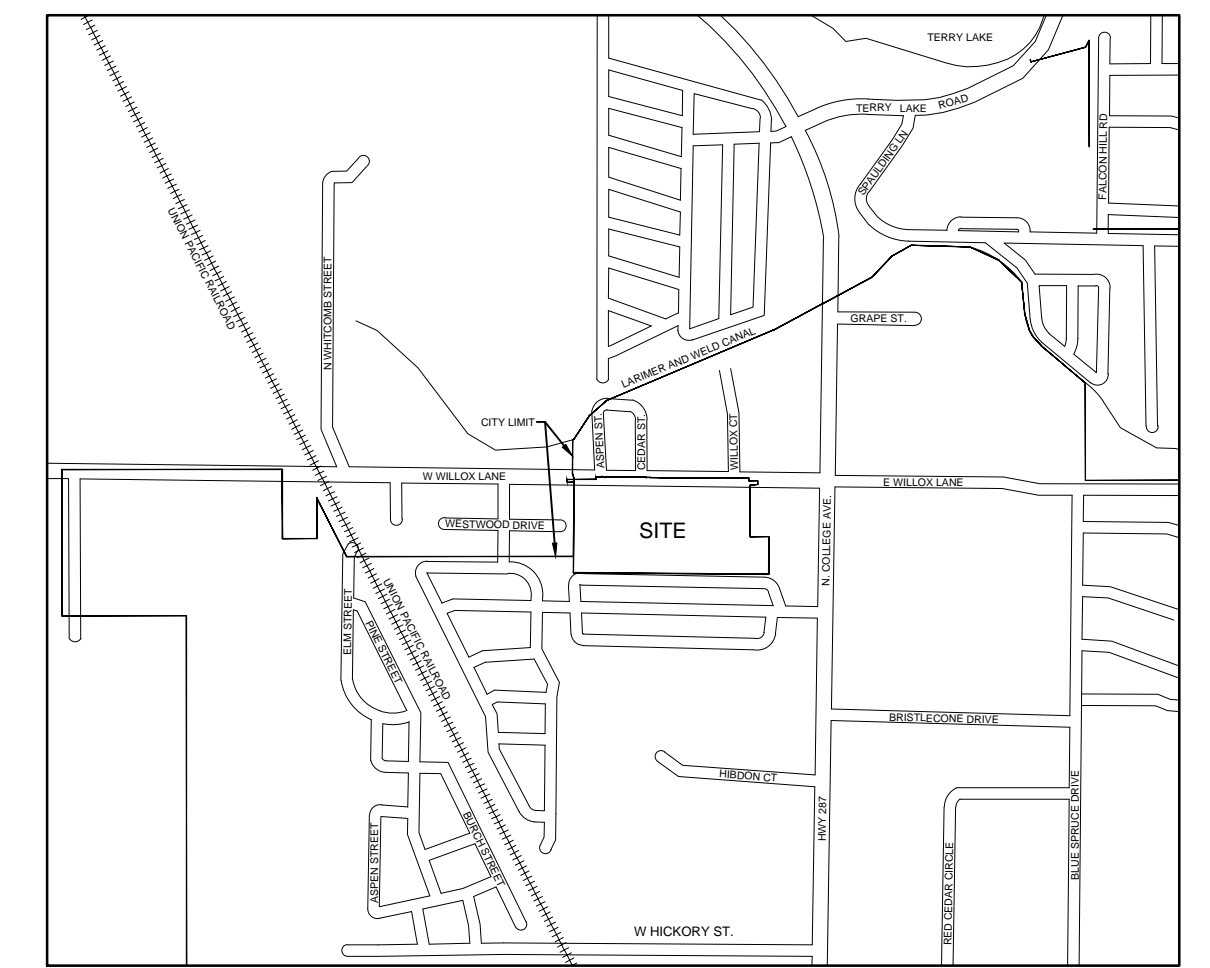 TERRY LAKE
TERRY LAKE ROAD
FALCON HILL RD
SPAULDING LN
UNION PACIFIC RAILROAD
N WHITCOMB STREET
GRAPE ST.
LARIMER AND WELD CANAL
CITY LIMIT
ASPEN ST.
CEDAR ST.
WILLOX CT
W WILLOX LANE
E WILLOX LANE
WESTWOOD DRIVE
SITE
N. COLLEGE AVE.
ELM STREET
PINE STREET
UNION PACIFIC RAILROAD
BRISTLECONE DRIVE
HIBDON CT
HWY 287
BLUE SPRUCE DRIVE
ASPEN STREET
BURCH STREET
RED CEDAR CIRCLE
W HICKORY ST.